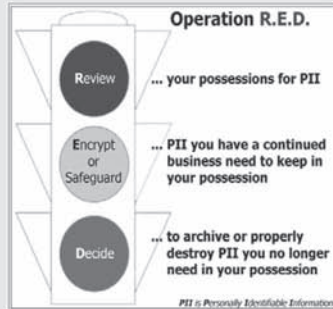 Operation R.E.D.
Review
... your possessions for PII
Encrypt
or
Safeguard
... PII you have a continued
business need to keep in
your possession
Decide
... to archive or properly
destroy PII you no longer
need in your possession
PII is Personally Identifiable Information